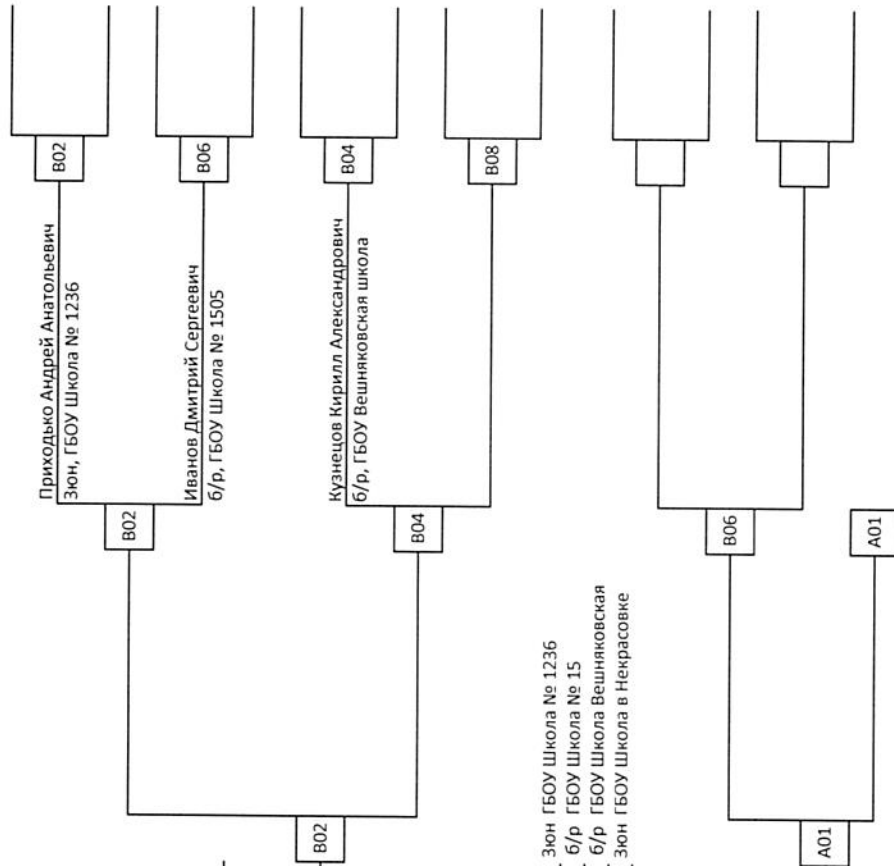 Приходько Андрей Анатольевич
3юн, ГБОУ Школа № 1236
B02
Иванов Дмитрий Сергеевич
б/р, ГБОУ Школа № 1505
B06
B02
Кузнецов Кирилл Александрович
б/р, ГБОУ Вешняковская школа
B04
B08
B04
B02
3юн ГБОУ Школа № 1236
б/р ГБОУ Школа № 15
б/р ГБОУ Школа Вешняковская
3юн ГБОУ Школа в Некрасовке
B06
A01
A01